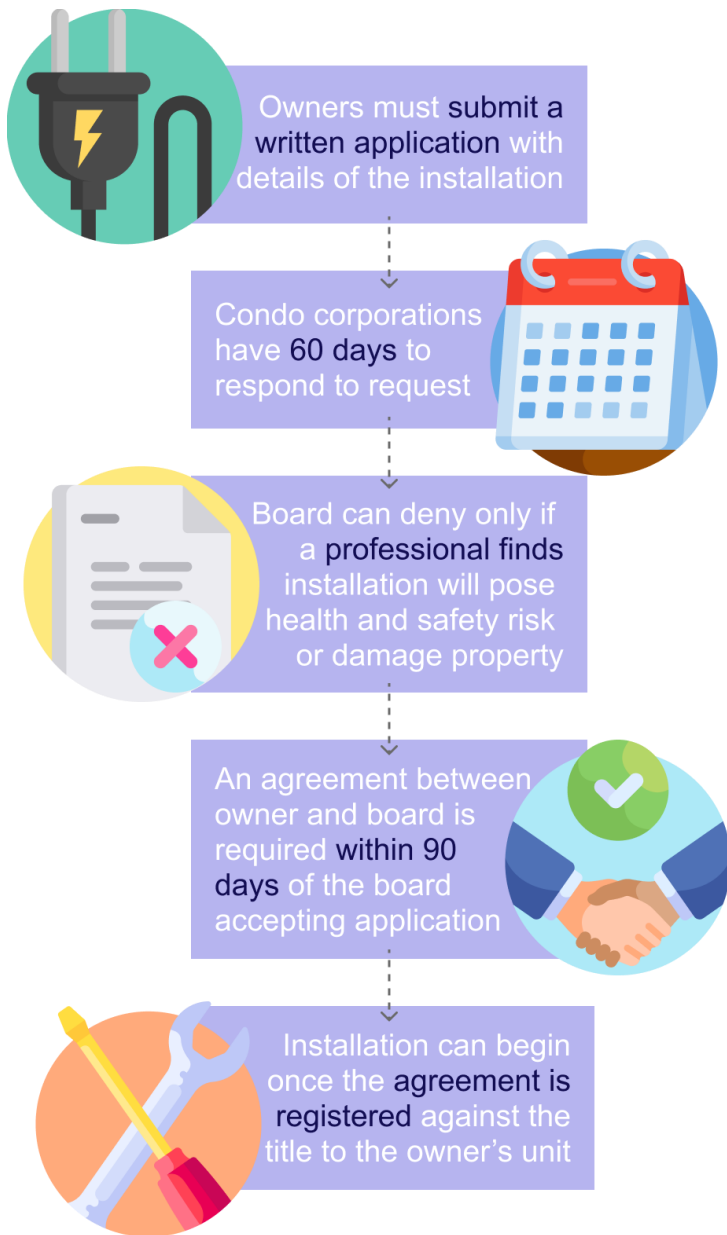 Owners must submit a
written application with
details of the installation
Condo corporations
have 60 days to
respond to request
Board can deny only if
a professional finds
installation will pose
health and safety risk
or damage property
An agreement between
owner and board is
required within 90
days of the board
accepting application
Installation can begin
once the agreement is
registered against the
title to the owner’s unit